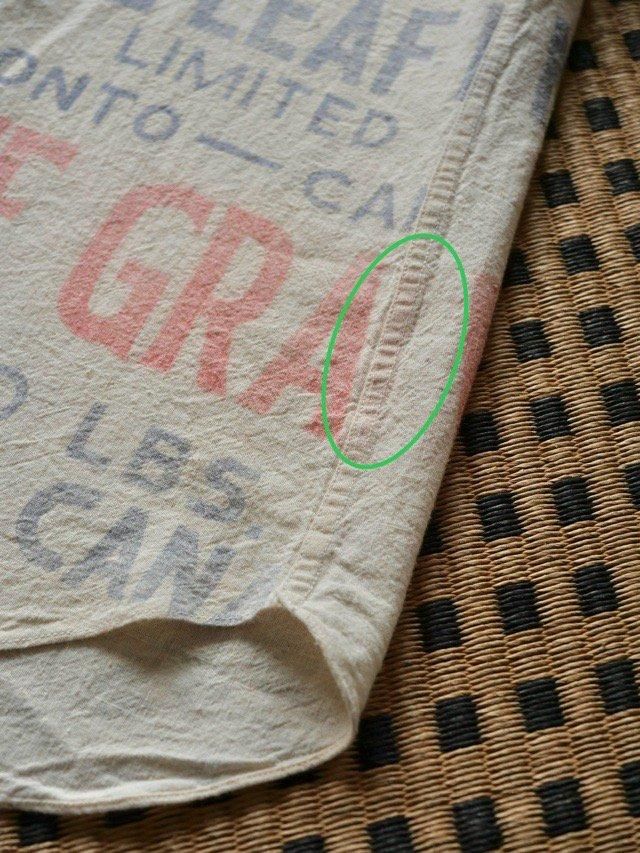 LEAF
LIMITED
ONTO — CA
GRA
LBS.
CAN